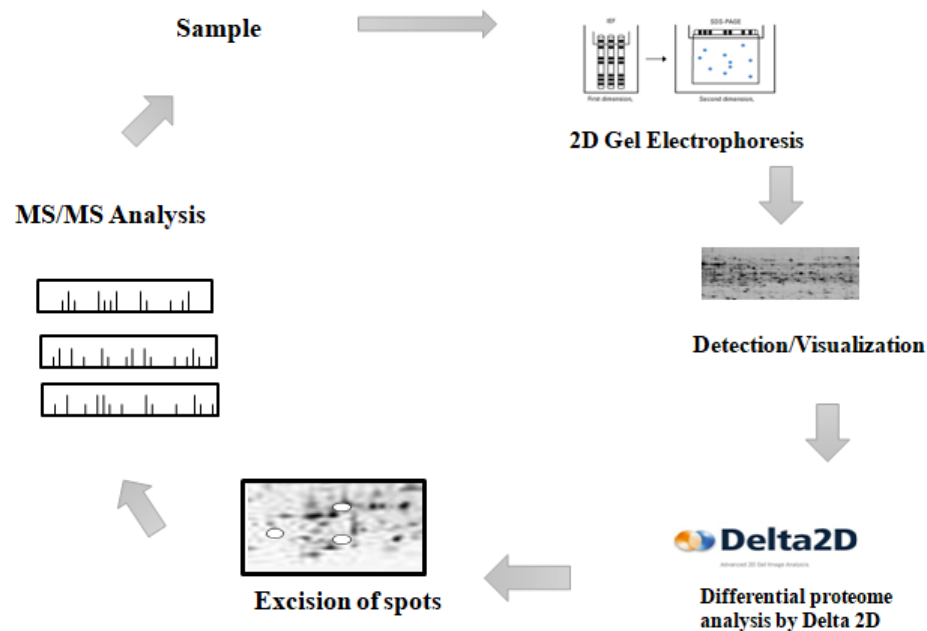 Sample
IEF
SDS-PAGE
First dimension,
Second dimension,
2D Gel Electrophoresis
Detection/Visualization
Delta2D
Advanced 2D Gel Image Analysis.
Differential proteome
analysis by Delta 2D
Excision of spots
MS/MS Analysis